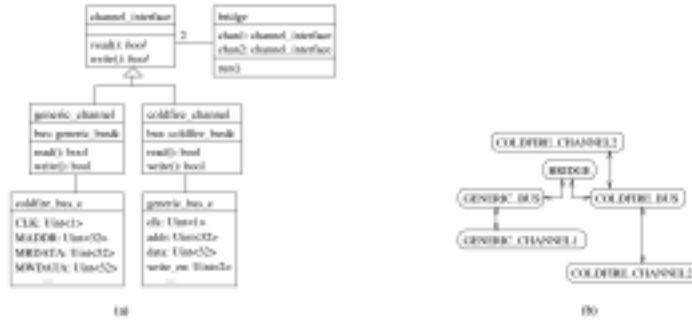 channel_interface
read(): bool
write(): bool
2
bridge
chan1: channel_interface
chan2: channel_interface
run()
generic_channel
bus: generic_bus&
read(): bool
write(): bool
coldfire_channel
bus: coldfire_bus&
read(): bool
write(): bool
coldfire_bus_c
CLK: Uint<1>
MADDR: Uint<32>
MRDATA: Uint<32>
MWDATA: Uint<32>
...
generic_bus_c
clk: Uint<1>
addr: Uint<32>
data: Uint<32>
write_en: Uint<2>
...
(a)
COLDFIRE_CHANNEL2
BRIDGE
GENERIC_BUS
COLDFIRE_BUS
GENERIC_CHANNEL1
COLDFIRE_CHANNEL2
(b)